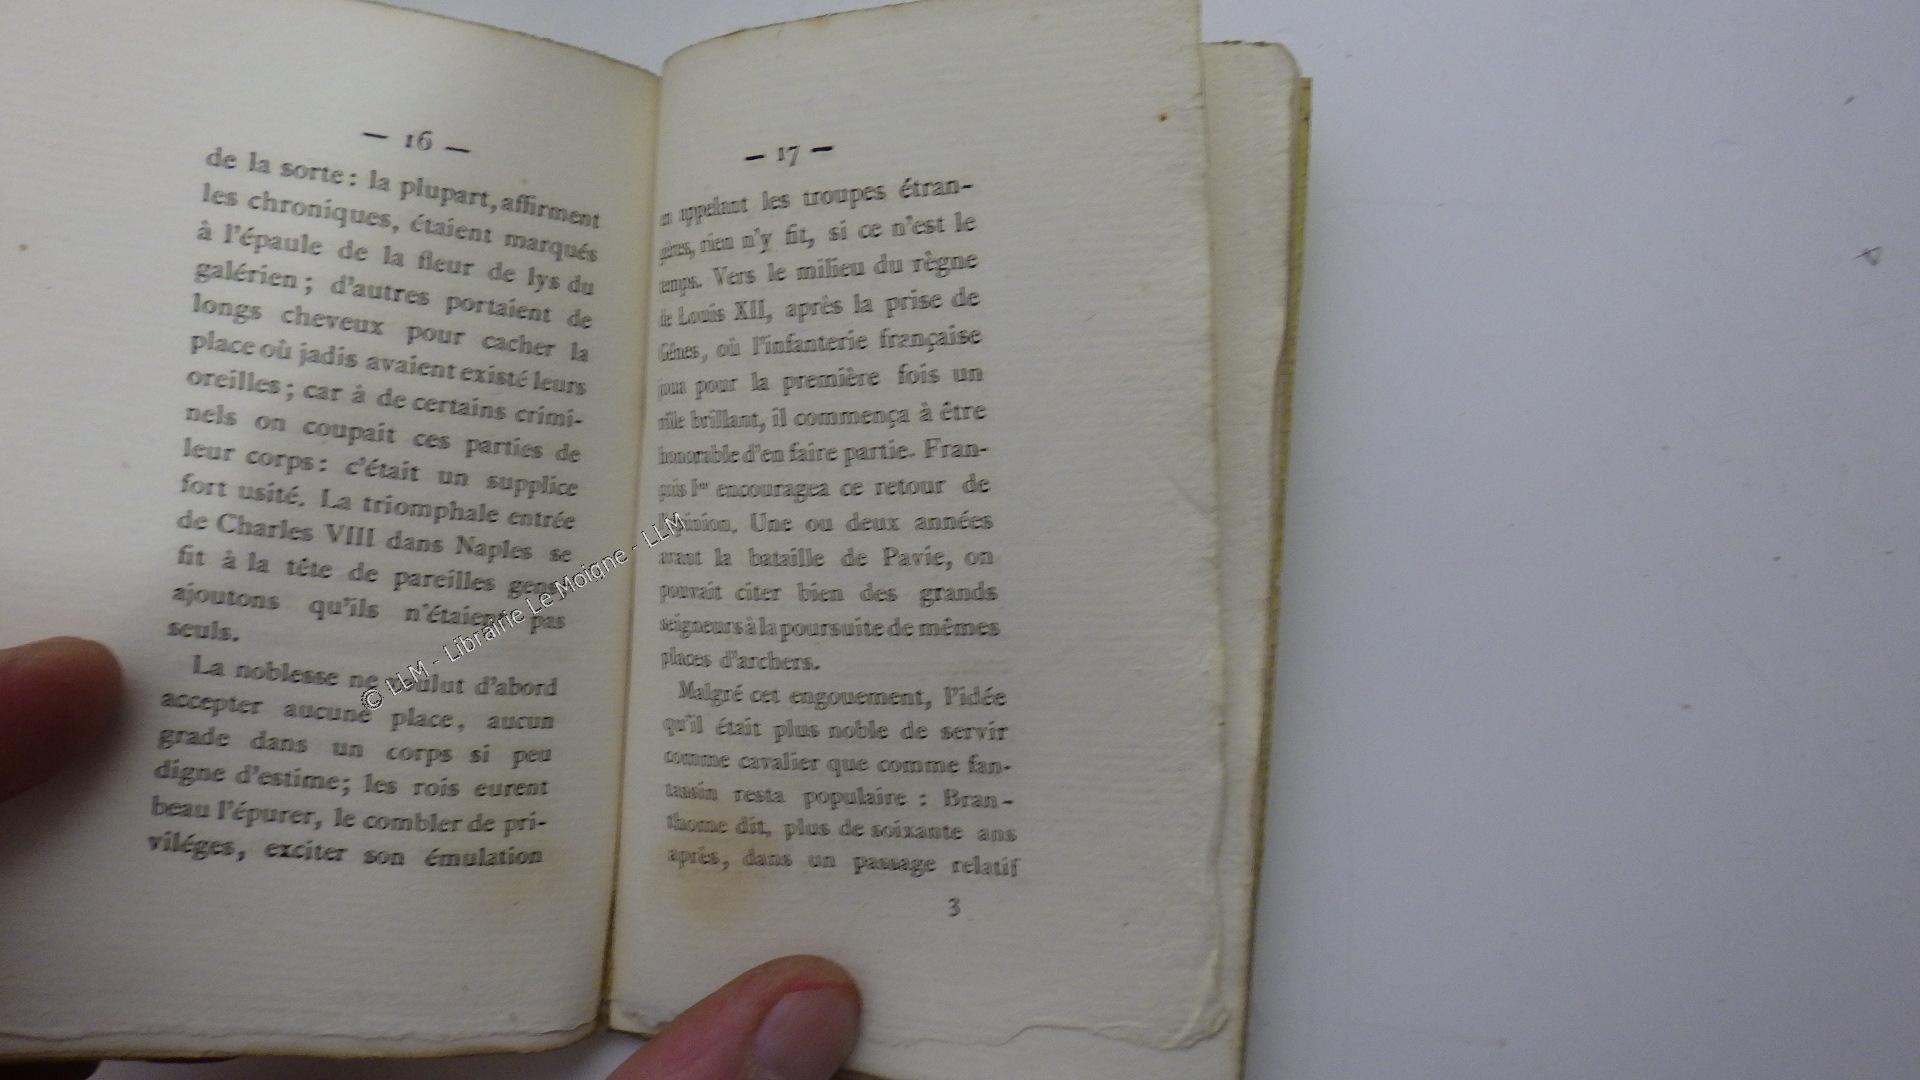 — 16 —
de la sorte : la plupart, affirment
les chroniques, étaient marqués
à l'épaule de la fleur de lys du
galérien ; d'autres portaient de
longs cheveux pour cacher la
place où jadis avaient existé leurs
oreilles ; car à de certains crimi-
nels on coupait ces parties de
leur corps : c'était un supplice
fort usité. La triomphale entrée
de Charles VIII dans Naples se
fit à la tête de pareilles gens
ajoutons qu'ils n'étaient pas
seuls.
La noblesse ne voulut d'abord
accepter aucune place, aucun
grade dans un corps si peu
digne d'estime ; les rois eurent
beau l'épurer, le combler de pri-
viléges, exciter son émulation
© LLM - Librairie Le Moigne - LLM
— 17 —
en appelant les troupes étran-
gères, rien n'y fit, si ce n'est le
temps. Vers le milieu du règne
de Louis XII, après la prise de
Gênes, où l'infanterie française
joua pour la première fois un
rôle brillant, il commença à être
honorable d'en faire partie. Fran-
çois Ier encouragea ce retour de
l'opinion. Une ou deux années
avant la bataille de Pavie, on
pouvait citer bien des grands
seigneurs à la poursuite de mêmes
places d'archers.
Malgré cet engouement, l'idée
qu'il était plus noble de servir
comme cavalier que comme fan-
tassin resta populaire : Bran-
thome dit, plus de soixante ans
après, dans un passage relatif
3